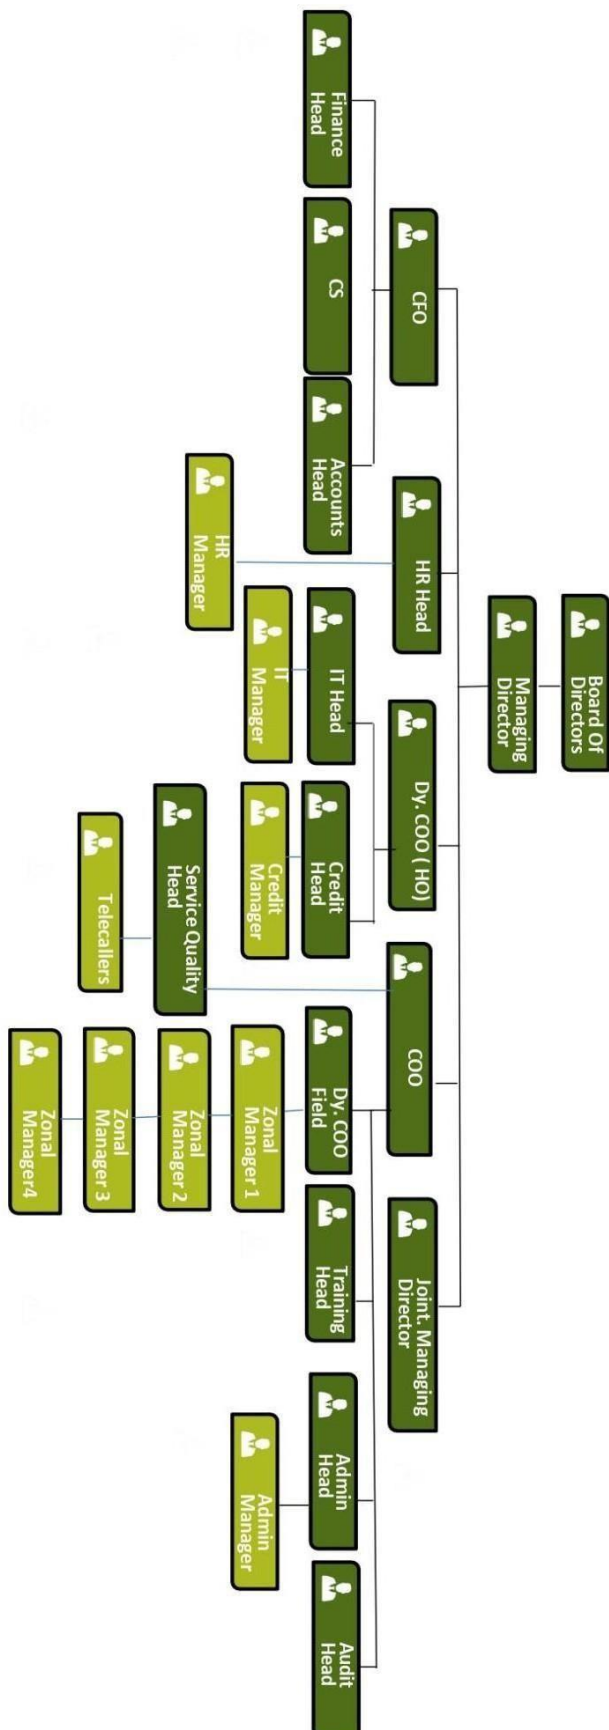 Board Of
Directors
Managing
Director
CFO
HR Head
Dy. COO ( HO)
COO
Joint. Managing
Director
Finance
Head
CS
Accounts
Head
IT Head
Credit
Head
Dy. COO
Field
Training
Head
Admin
Head
Audit
Head
HR
Manager
IT
Manager
Credit
Manager
Service Quality
Head
Zonal
Manager 1
Admin
Manager
Telecallers
Zonal
Manager 2
Zonal
Manager 3
Zonal
Manager4